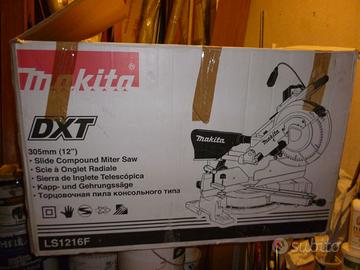 makita
DXT
305mm (12")
- Slide Compound Miter Saw
- Scie à Onglet Radiale
- Sierra de Inglete Telescópica
- Kapp- und Gehrungssäge
- Торцовочная пила консольного типа
makita
LS1216F
subito